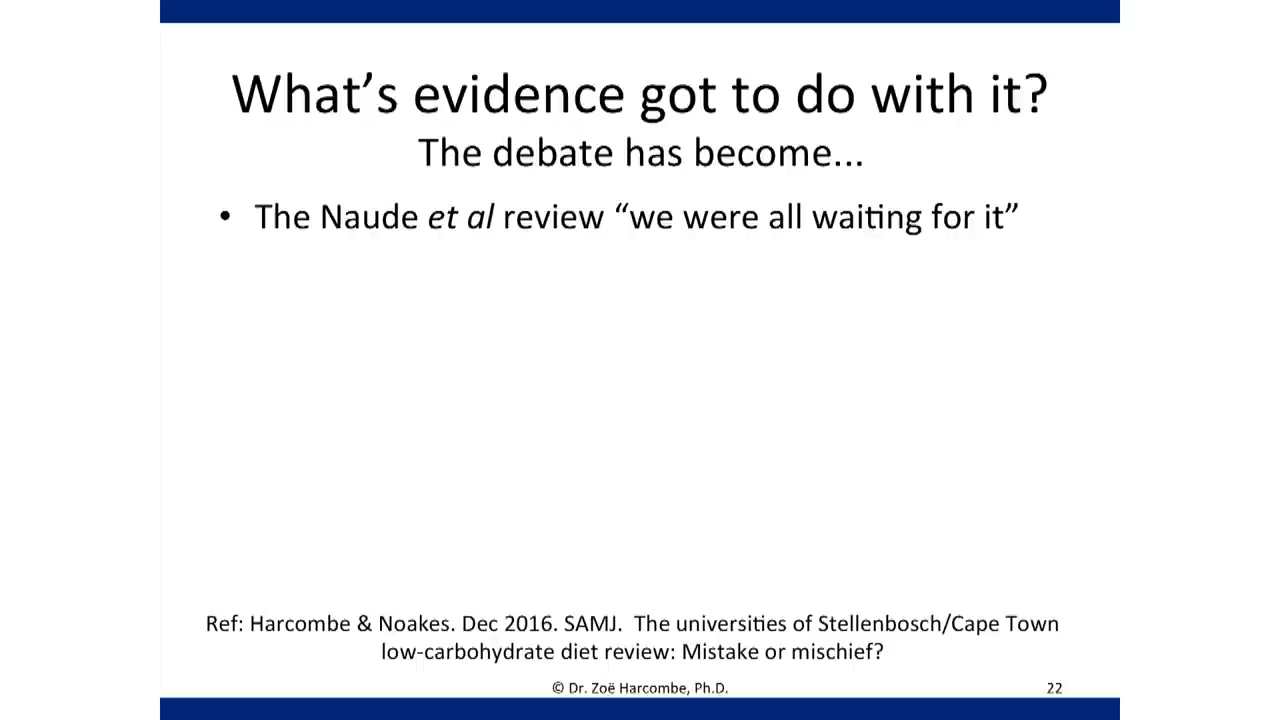 What’s evidence got to do with it?
The debate has become...
• The Naude et al review “we were all waiting for it”
Ref: Harcombe & Noakes. Dec 2016. SAMJ. The universities of Stellenbosch/Cape Town
low-carbohydrate diet review: Mistake or mischief?
© Dr. Zoë Harcombe, Ph.D.
22